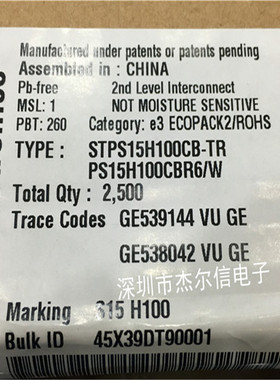 Manufactured under patents or patents pending
Assembled in : CHINA
Pb-free 2nd Level Interconnect
MSL: 1 NOT MOISTURE SENSITIVE
PBT: 260 Category: e3 ECOPACK2/ROHS
TYPE : STPS15H100CB-TR
PS15H100CBR6/W
Total Qty : 2,500
Trace Codes GE539144 VU GE
GE538042 VU GE
深圳市杰尔信电子
Marking S15 H100
Bulk ID 45X39DT90001